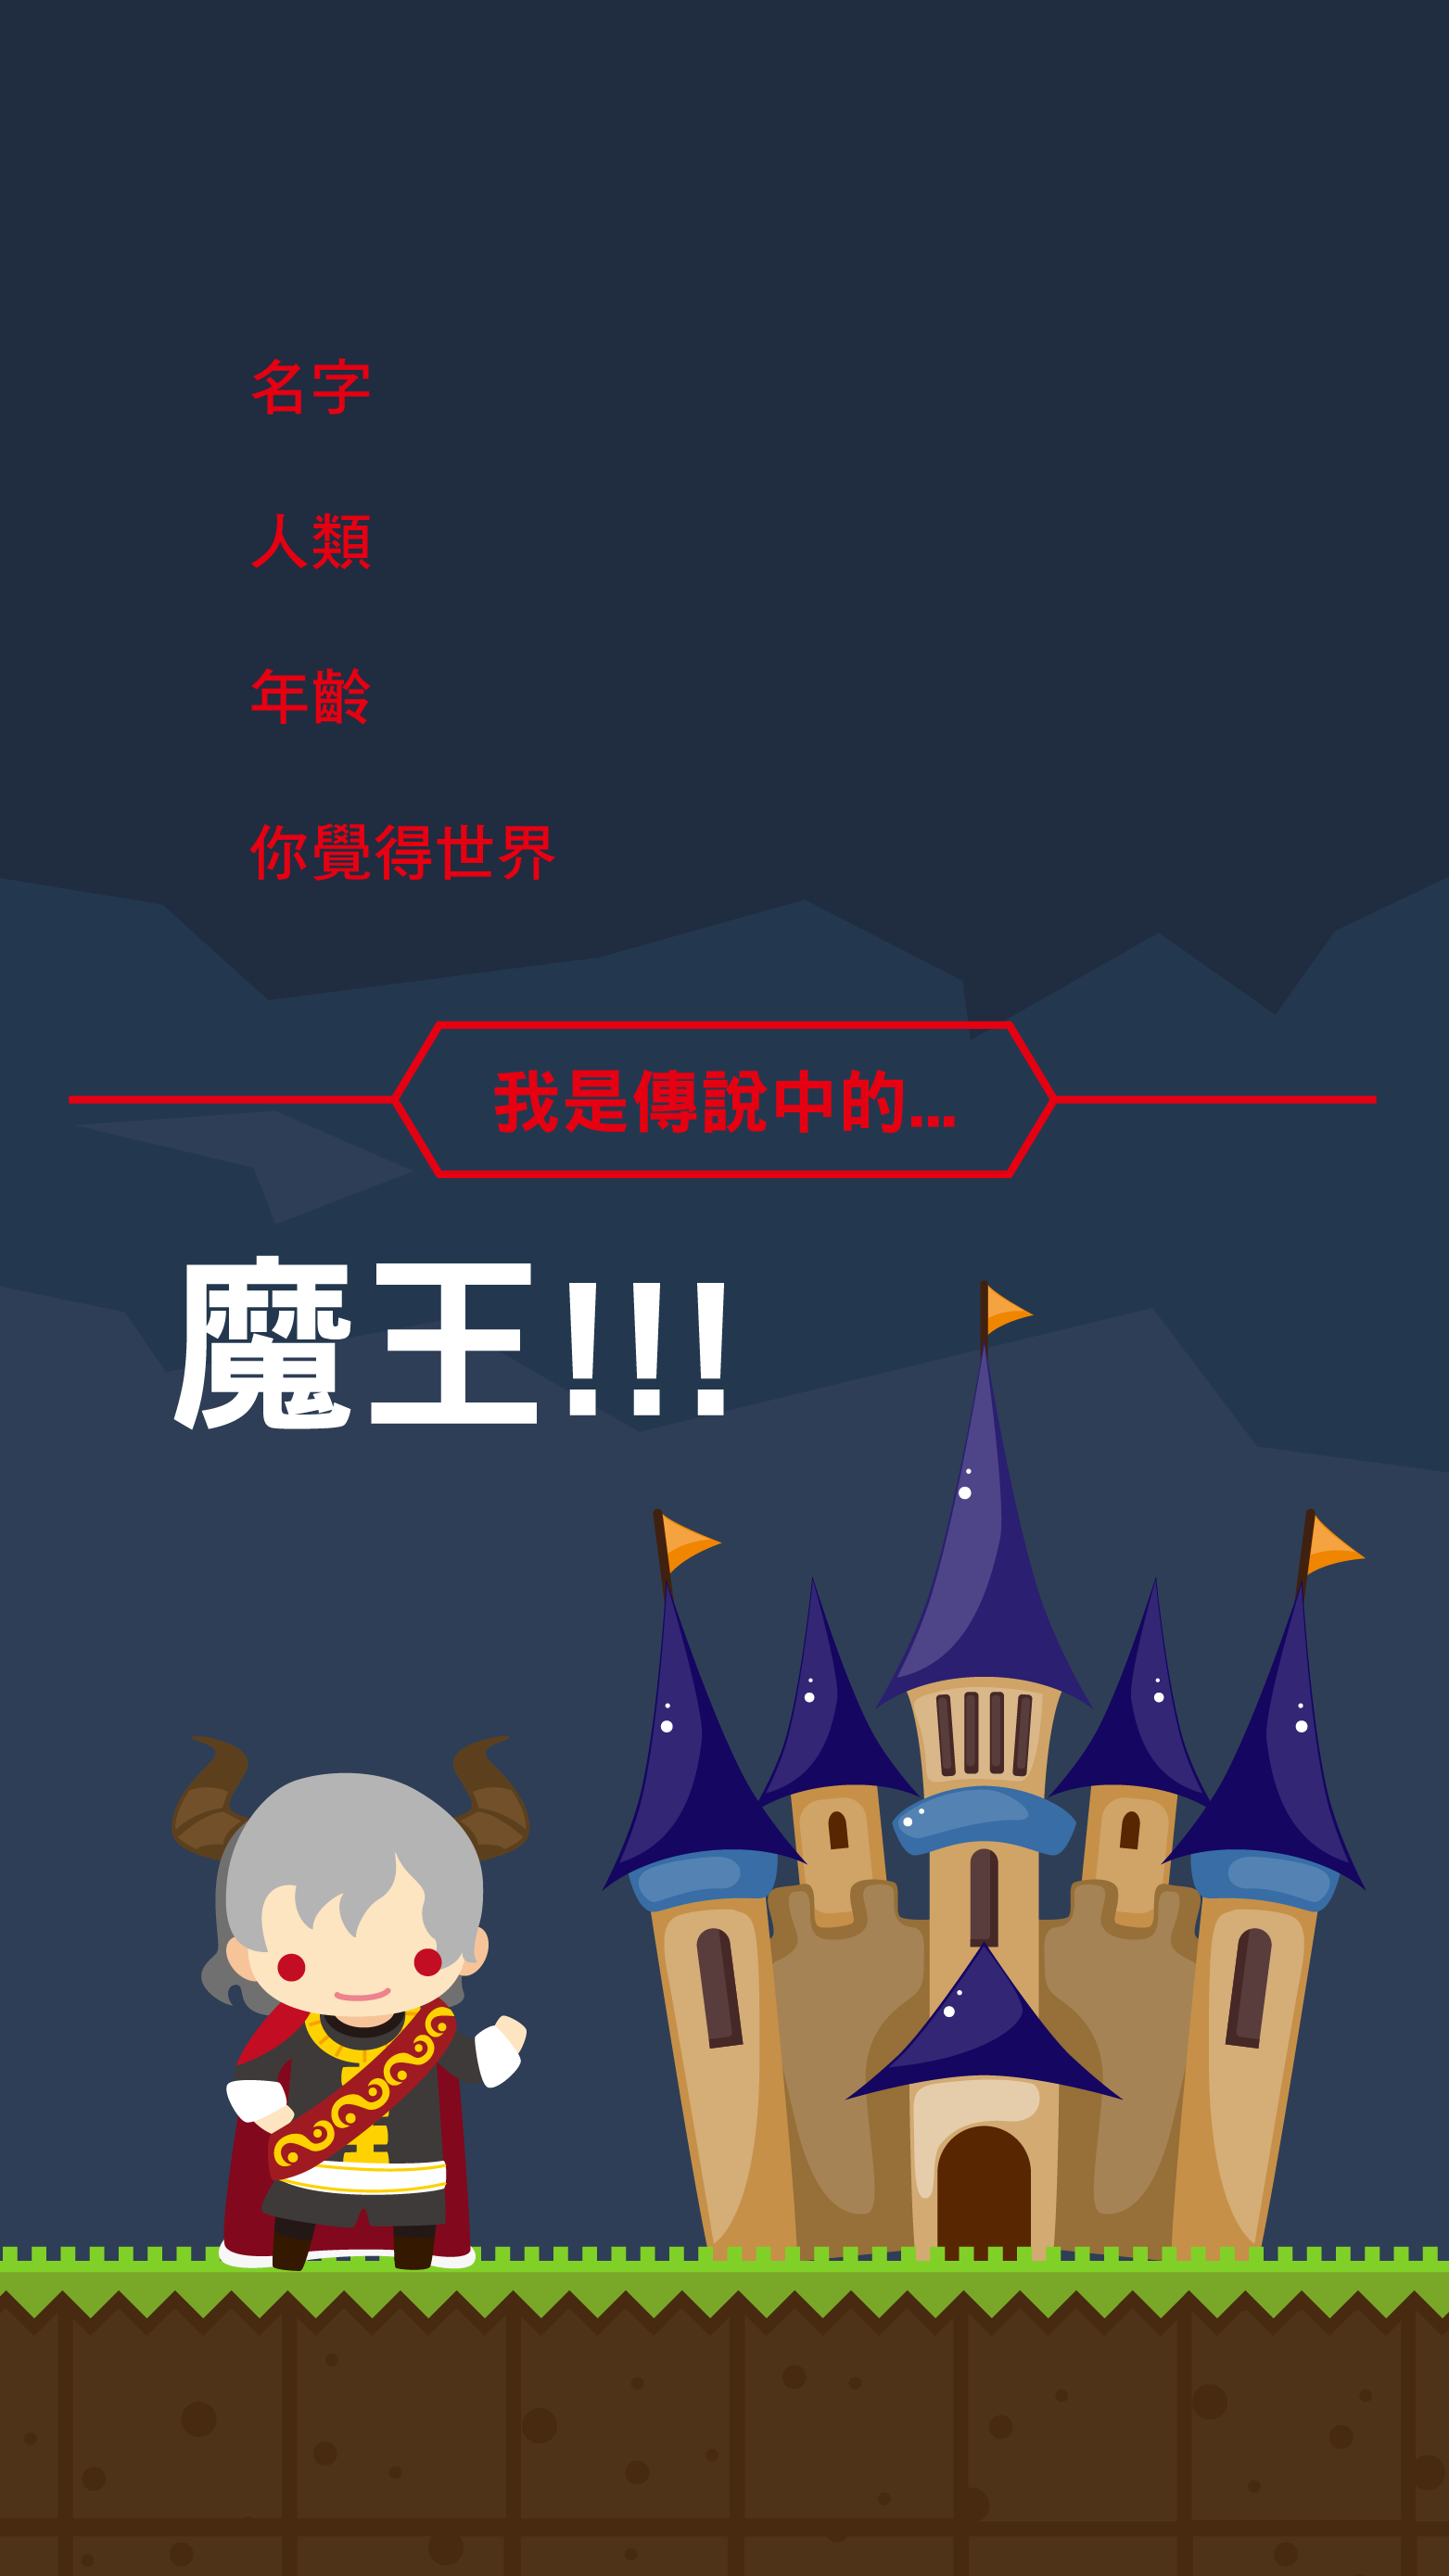 名字
人類
年齡
你覺得世界
我是傳說中的...
魔王!!!